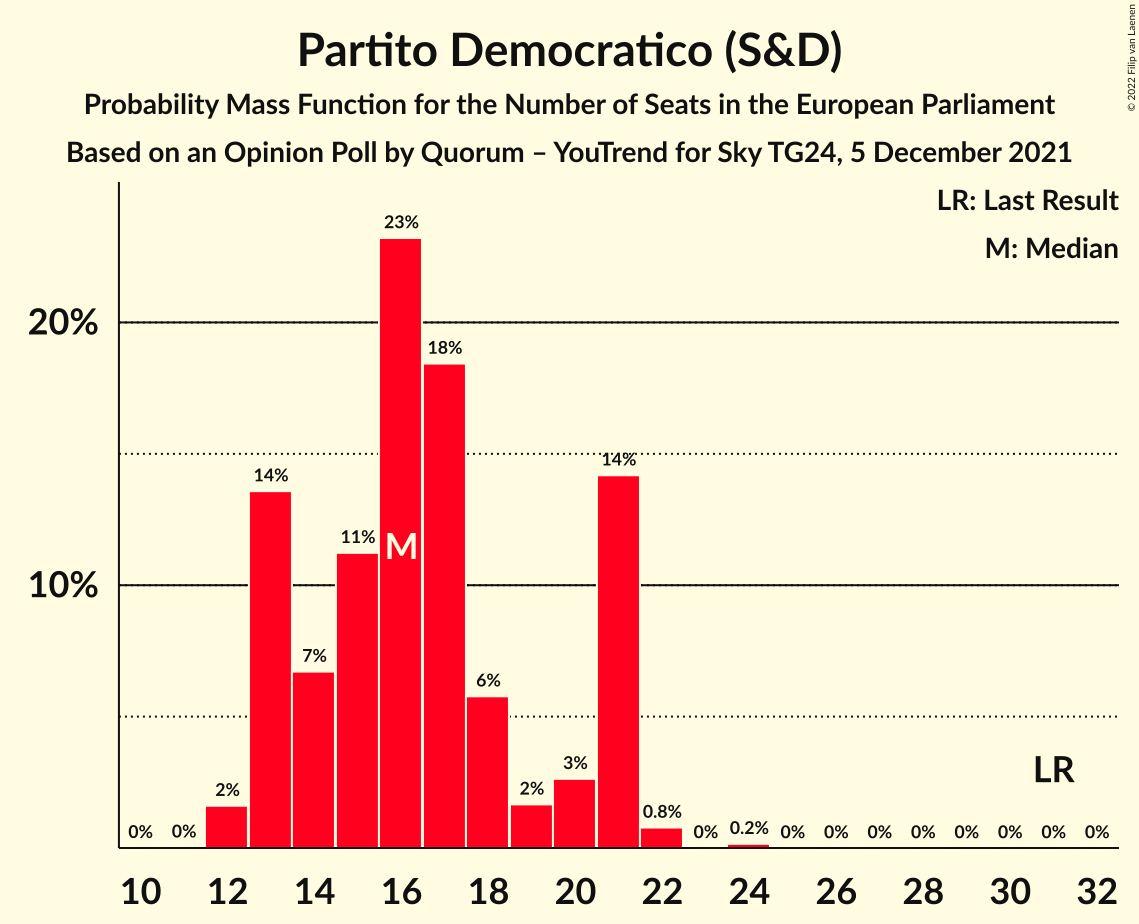 Partito Democratico (S&D)
Probability Mass Function for the Number of Seats in the European Parliament
Based on an Opinion Poll by Quorum – YouTrend for Sky TG24, 5 December 2021
© 2022 Filip van Laenen
LR: Last Result
M: Median
20%
10%
0% 0% 2% 14% 7% 11% 23% 18% 6% 2% 3% 14% 0.8% 0% 0.2% 0% 0% 0% 0% 0% 0% 0% 0%
M
LR
10 12 14 16 18 20 22 24 26 28 30 32